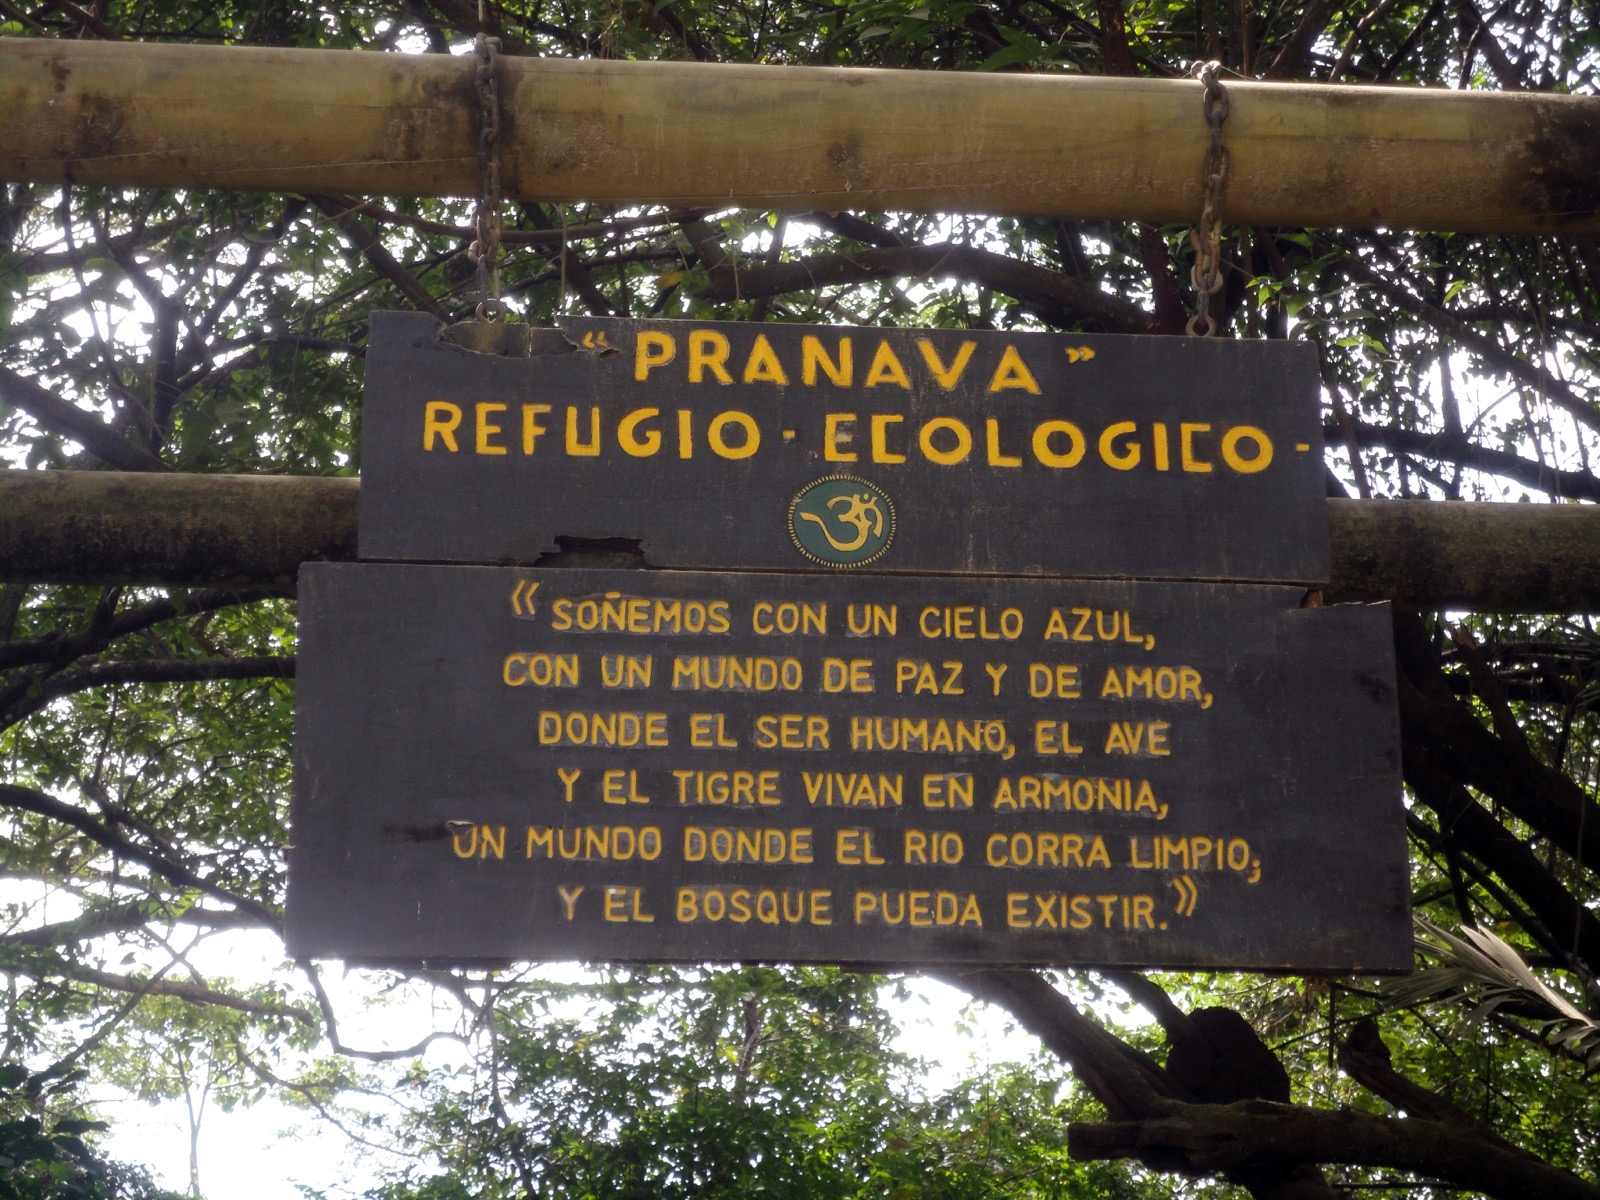 “PRANAVA”
REFUGIO - ECOLOGICO -
ॐ
“SOÑEMOS CON UN CIELO AZUL,
CON UN MUNDO DE PAZ Y DE AMOR,
DONDE EL SER HUMANO, EL AVE
Y EL TIGRE VIVAN EN ARMONIA,
UN MUNDO DONDE EL RIO CORRA LIMPIO;
Y EL BOSQUE PUEDA EXISTIR.”